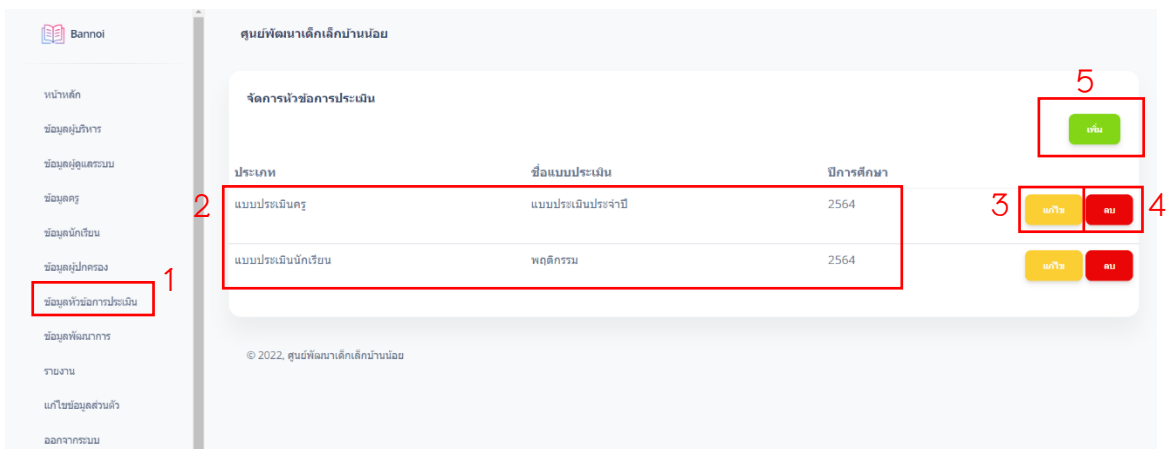 Bannoi
ศูนย์พัฒนาเด็กเล็กบ้านน้อย
หน้าหลัก
ข้อมูลผู้บริหาร
ข้อมูลผู้ดูแลระบบ
ข้อมูลครู
ข้อมูลนักเรียน
ข้อมูลผู้ปกครอง
1
ข้อมูลหัวข้อการประเมิน
ข้อมูลพัฒนาการ
รายงาน
แก้ไขข้อมูลส่วนตัว
ออกจากระบบ
จัดการหัวข้อการประเมิน
5
เพิ่ม
ประเภท ชื่อแบบประเมิน ปีการศึกษา
2 แบบประเมินครู แบบประเมินประจำปี 2564 3 แก้ไข ลบ 4
แบบประเมินนักเรียน พฤติกรรม 2564 แก้ไข ลบ
© 2022, ศูนย์พัฒนาเด็กเล็กบ้านน้อย